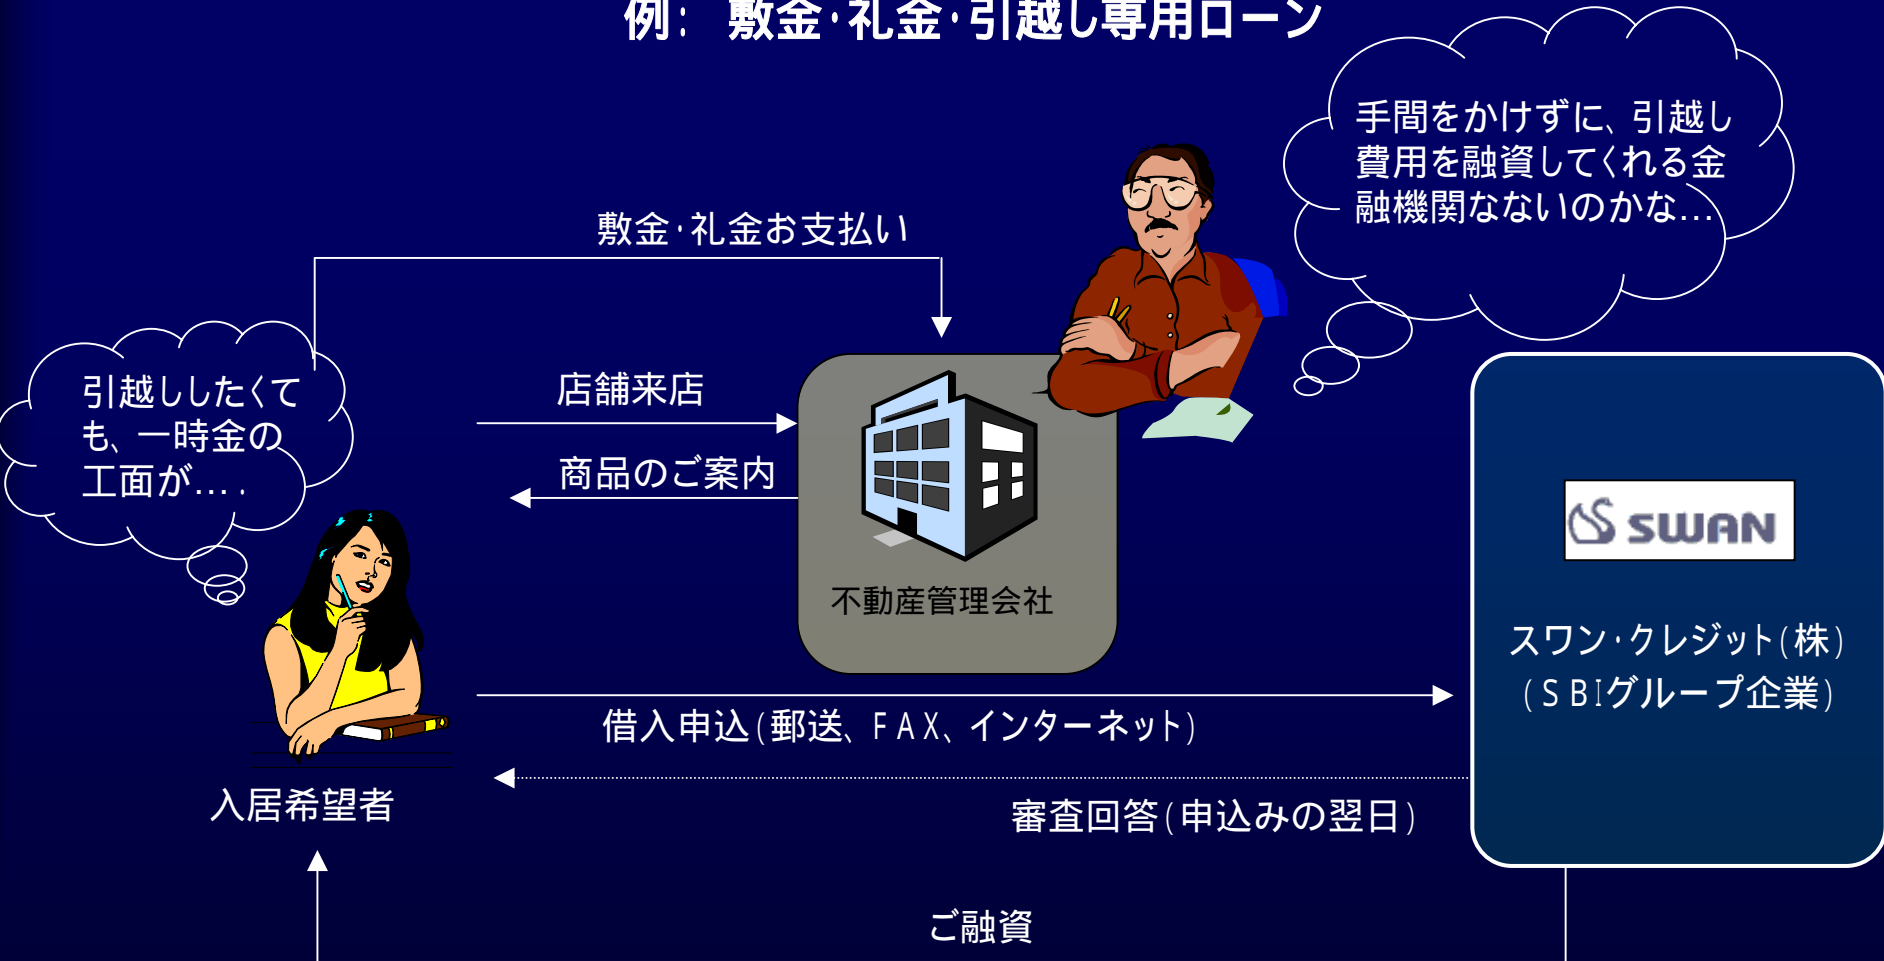 例： 敷金・礼金・引越し専用ローン
手間をかけずに、引越し
費用を融資してくれる金
融機関なないのかな…
敷金・礼金お支払い
引越ししたくて
も、一時金の
工面が…．
店舗来店
商品のご案内
不動産管理会社
SWAN
スワン・クレジット(株)
(ＳＢIグループ企業)
借入申込(郵送、ＦＡＸ、インターネット)
入居希望者
審査回答(申込みの翌日)
ご融資